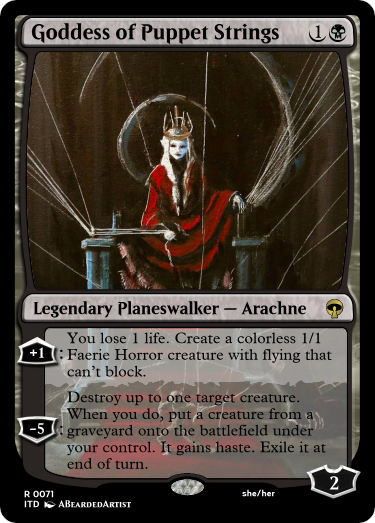 Goddess of Puppet Strings 1
Legendary Planeswalker — Arachne
+1: You lose 1 life. Create a colorless 1/1
Faerie Horror creature with flying that
can't block.
-5: Destroy up to one target creature.
When you do, put a creature from a
graveyard onto the battlefield under
your control. It gains haste. Exile it at
end of turn.
2
R 0071 she/her
ITD ABeardedArtist